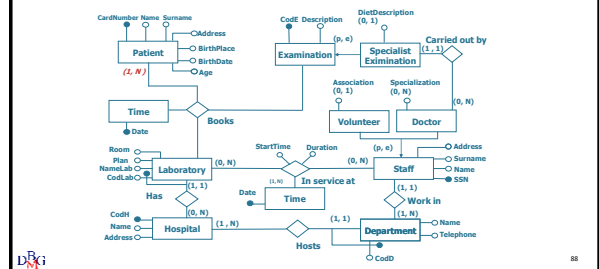 DietDescription
(0, 1)
CardNumber Name Surname
CodE Description
Address
Carried out by
(p, e)
(1 , 1)
Patient
BirthPlace
Examination
Specialist
Eximination
BirthDate
(1, N)
Age
Association
(0, 1)
Specialization
(0, N)
(0, N)
Time
Books
Volunteer
Doctor
Date
StartTime
Duration
(p, e)
Address
Room
Plan
NameLab
CodLab
Laboratory
(0, N)
(0, N)
Staff
Surname
Name
SSN
(1, N)
In service at
(1, 1)
Has
Date
Time
(1, 1)
Work in
CodH
Name
Address
(0, N)
Hospital
(1 , N)
Hosts
(1, 1)
(1, N)
Department
Name
Telephone
CodD
DBMG
88